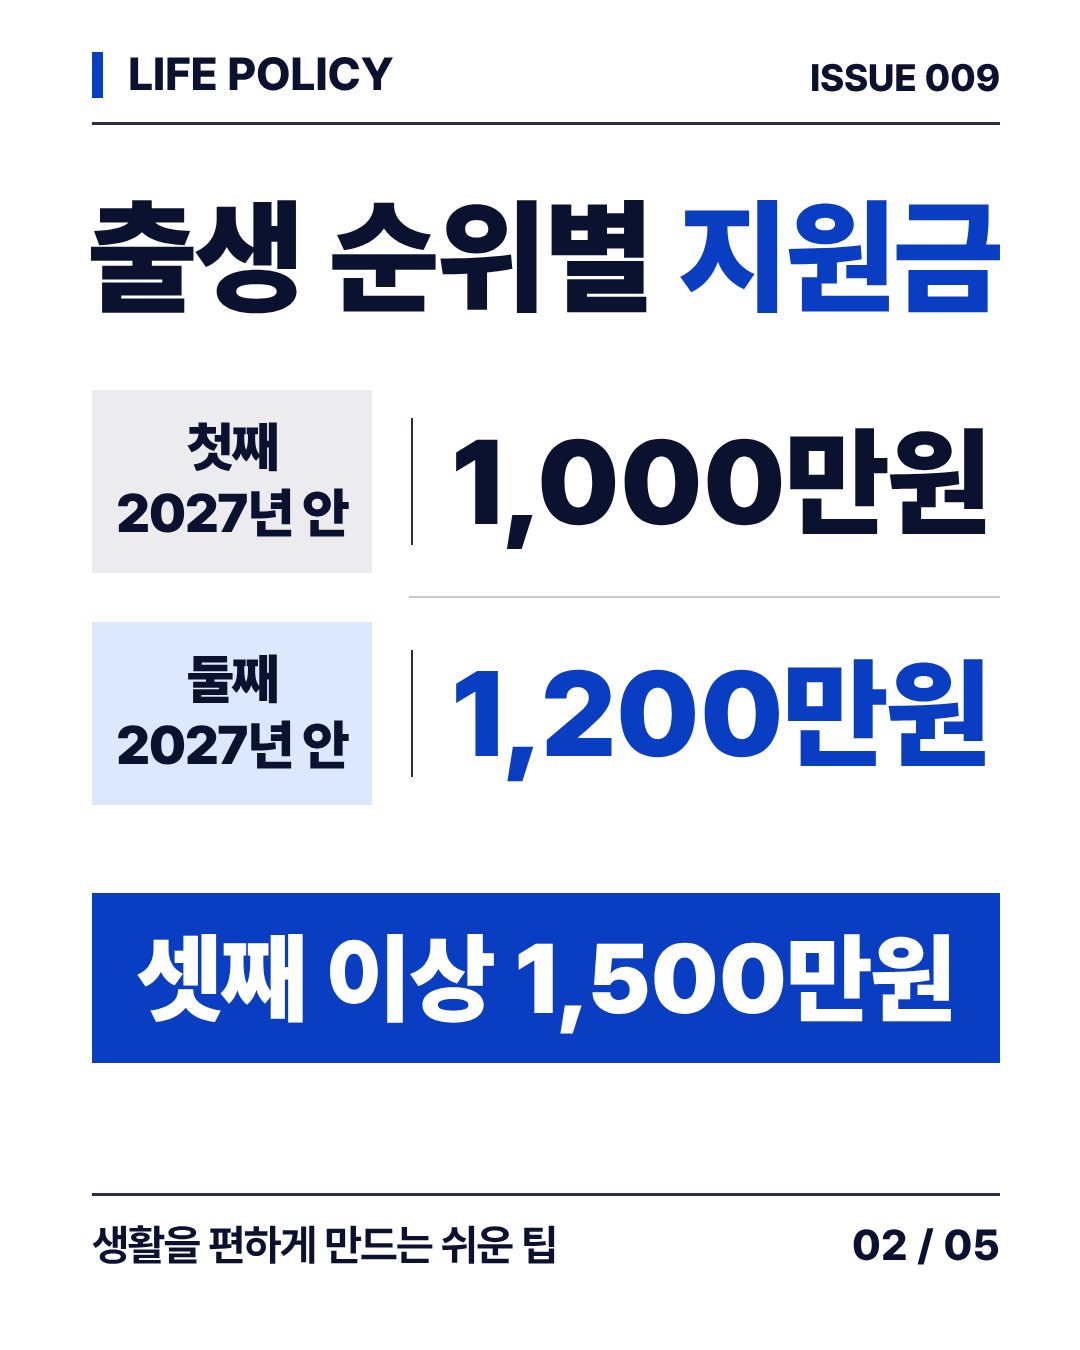 LIFE POLICY
ISSUE 009
출생 순위별 지원금
첫째
2027년 안
1,000만원
둘째
2027년 안
1,200만원
셋째 이상 1,500만원
생활을 편하게 만드는 쉬운 팁
02 / 05